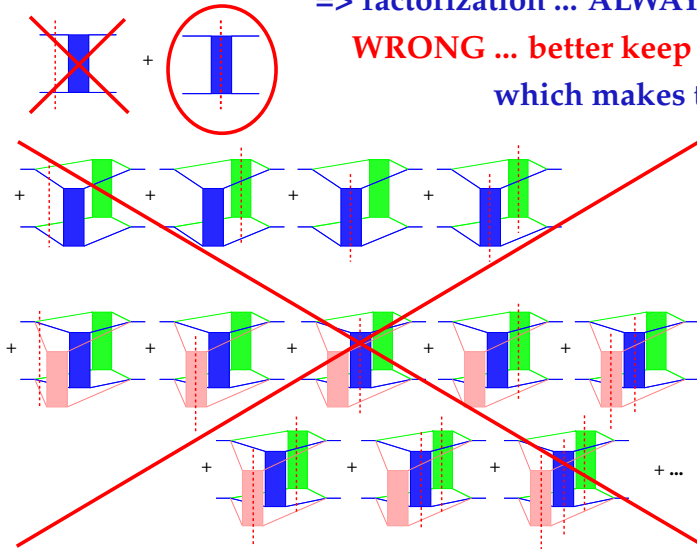 => factorization ... ALWAY
WRONG ... better keep
which makes t
+
+ + + +
+ + + + +
+ + + + ...